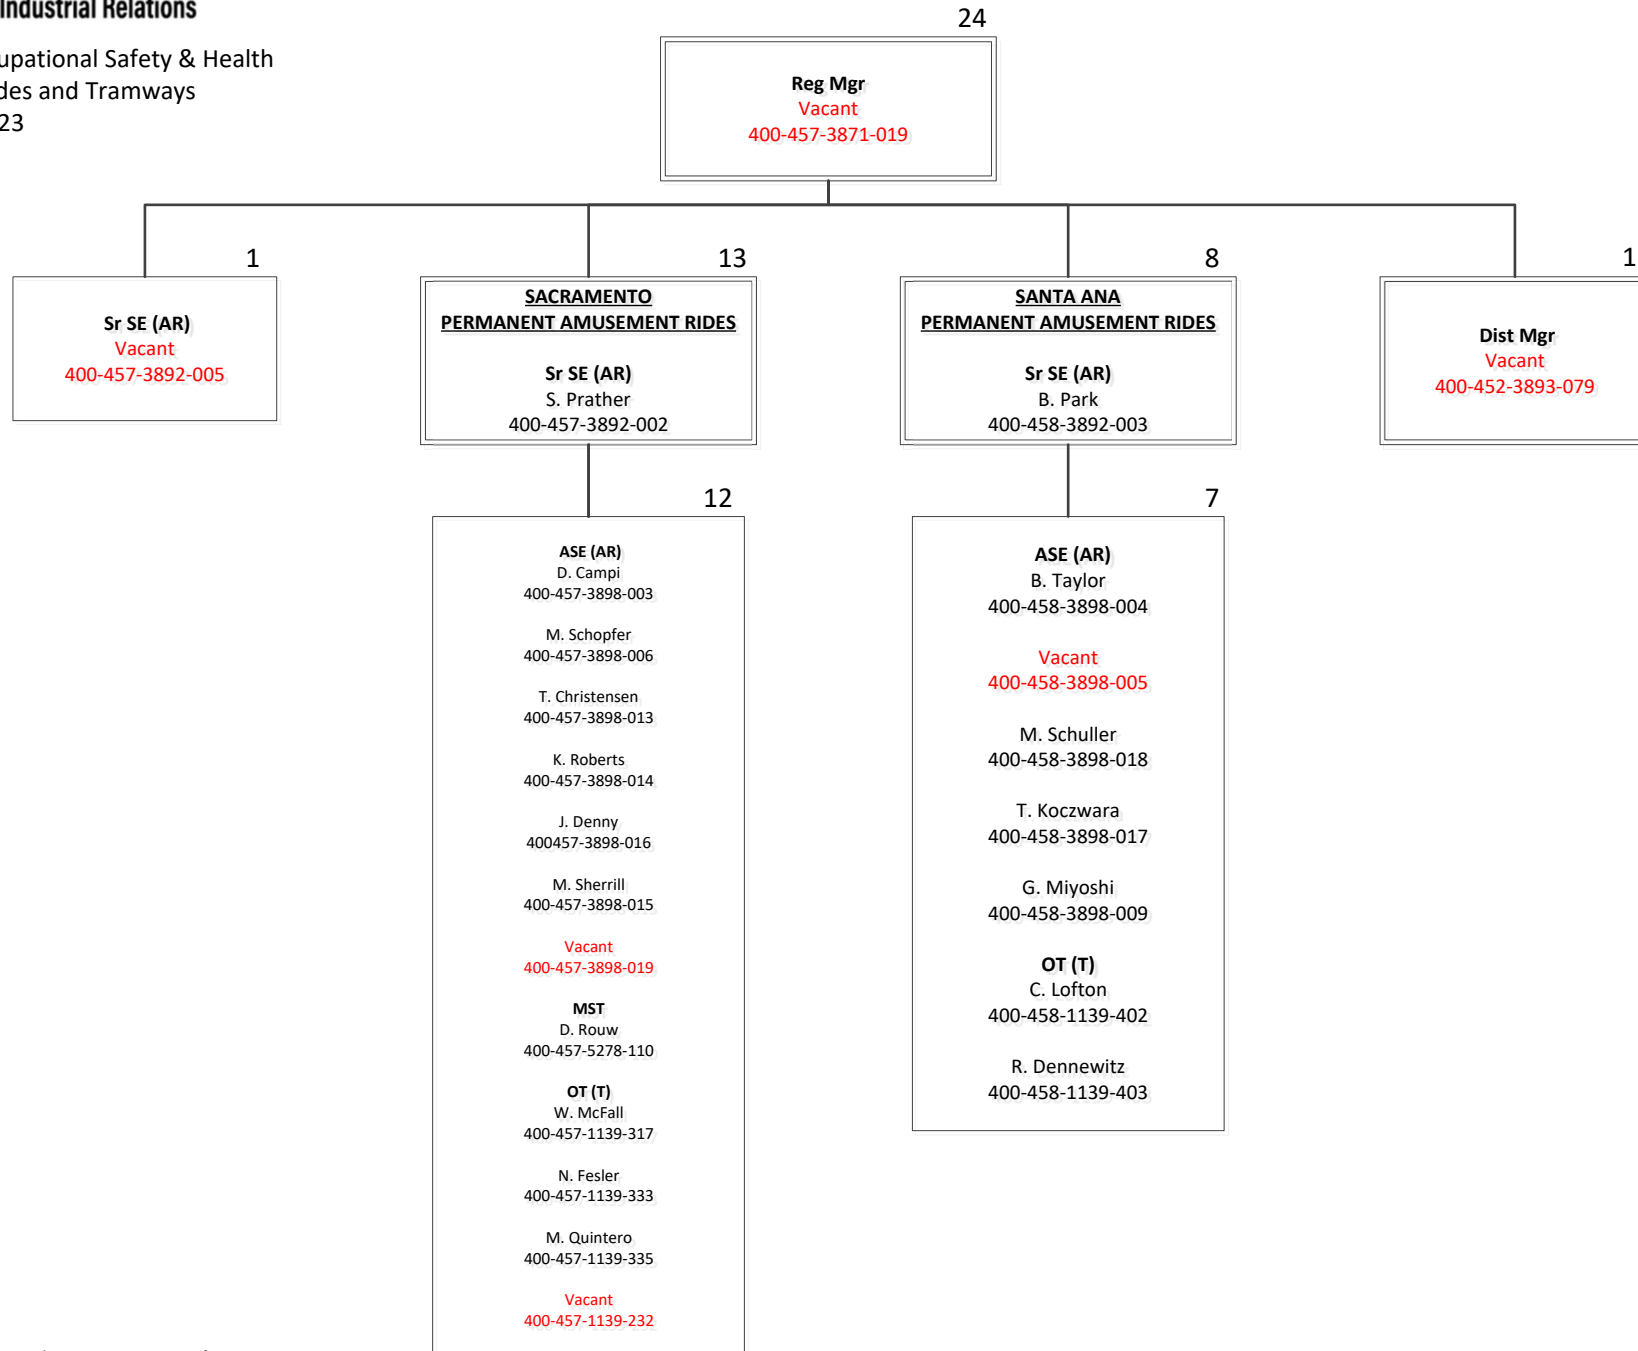 Industrial Relations
24
Safety & Health
and Tramways
23
Reg Mgr
Vacant
400-457-3871-019
1
13
8
1
Sr SE (AR)
Vacant
400-457-3892-005
SACRAMENTO
PERMANENT AMUSEMENT RIDES
Sr SE (AR)
S. Prather
400-457-3892-002
SANTA ANA
PERMANENT AMUSEMENT RIDES
Sr SE (AR)
B. Park
400-458-3892-003
Dist Mgr
Vacant
400-452-3893-079
12
7
ASE (AR)
D. Campi
400-457-3898-003
M. Schopfer
400-457-3898-006
T. Christensen
400-457-3898-013
K. Roberts
400-457-3898-014
J. Denny
400457-3898-016
M. Sherrill
400-457-3898-015
Vacant
400-457-3898-019
MST
D. Rouw
400-457-5278-110
OT (T)
W. McFall
400-457-1139-317
N. Fesler
400-457-1139-333
M. Quintero
400-457-1139-335
Vacant
400-457-1139-232
ASE (AR)
B. Taylor
400-458-3898-004
Vacant
400-458-3898-005
M. Schuller
400-458-3898-018
T. Koczwara
400-458-3898-017
G. Miyoshi
400-458-3898-009
OT (T)
C. Lofton
400-458-1139-402
R. Dennewitz
400-458-1139-403